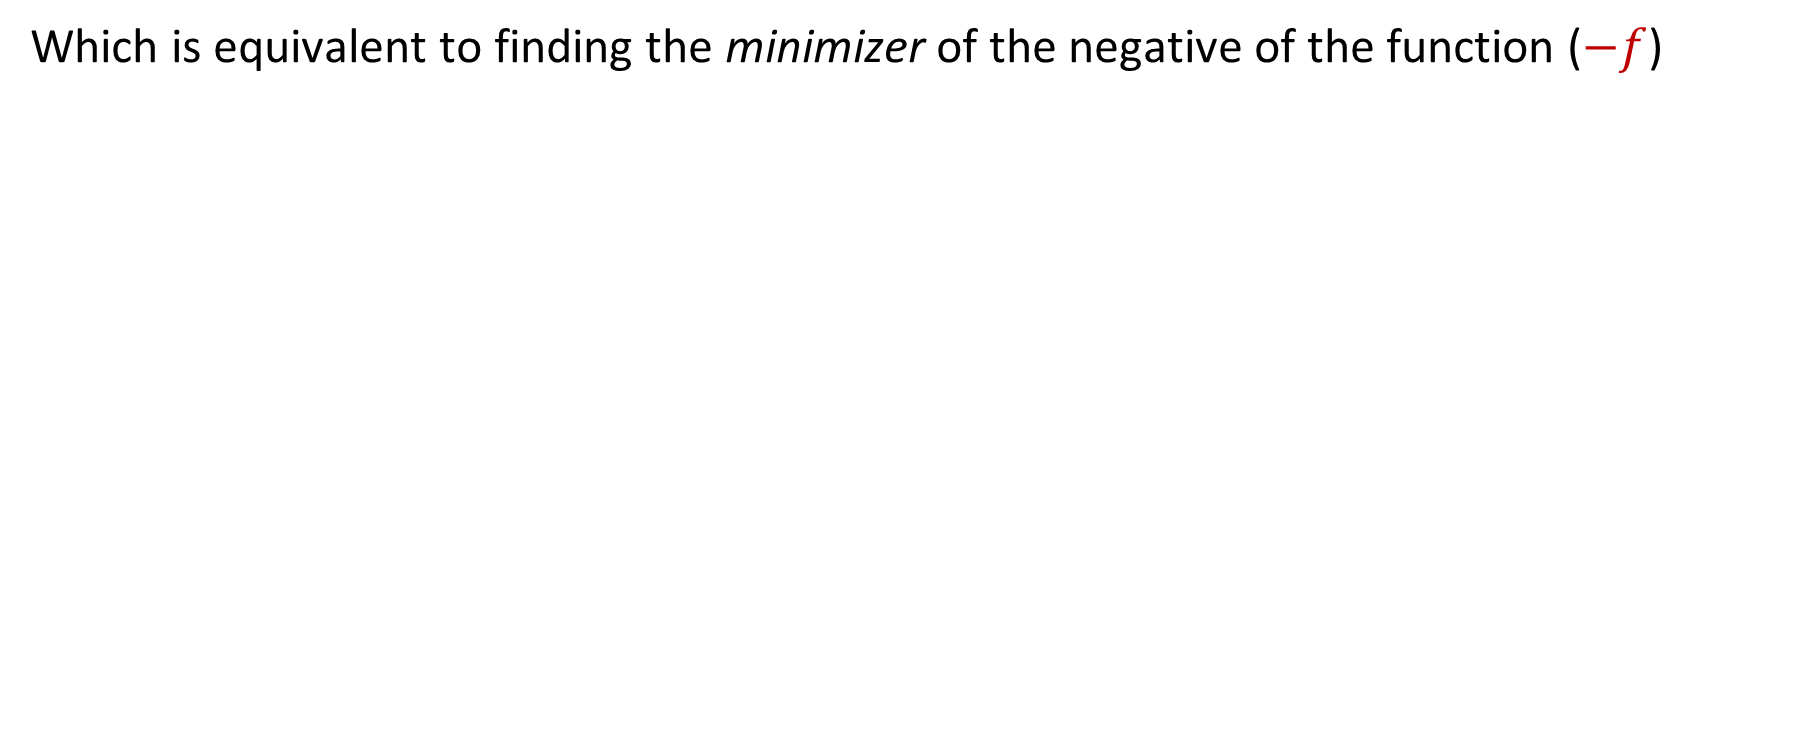 Which is equivalent to finding the minimizer of the negative of the function (−f)